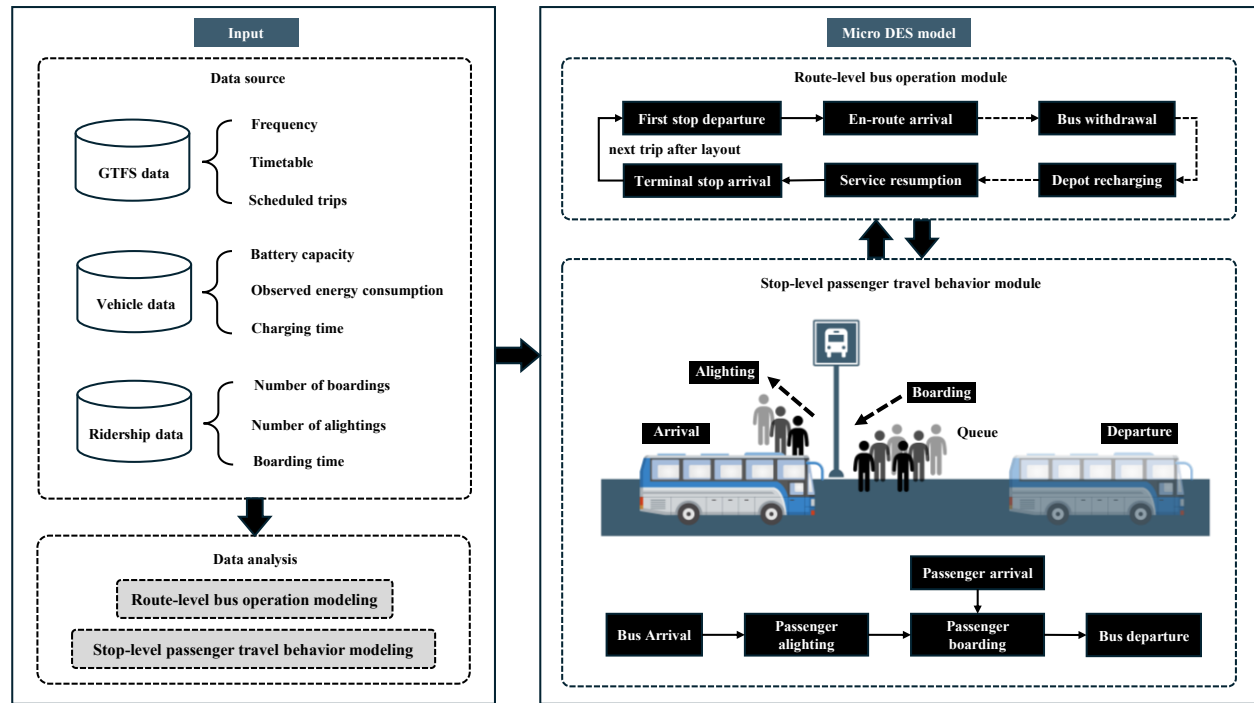 Input
Data source
GTFS data
Frequency
Timetable
Scheduled trips
Vehicle data
Battery capacity
Observed energy consumption
Charging time
Ridership data
Number of boardings
Number of alightings
Boarding time
Data analysis
Route-level bus operation modeling
Stop-level passenger travel behavior modeling
Micro DES model
Route-level bus operation module
First stop departure
En-route arrival
Bus withdrawal
next trip after layout
Terminal stop arrival
Service resumption
Depot recharging
Stop-level passenger travel behavior module
Alighting
Boarding
Arrival
Queue
Departure
Passenger arrival
Bus Arrival
Passenger
alighting
Passenger
boarding
Bus departure